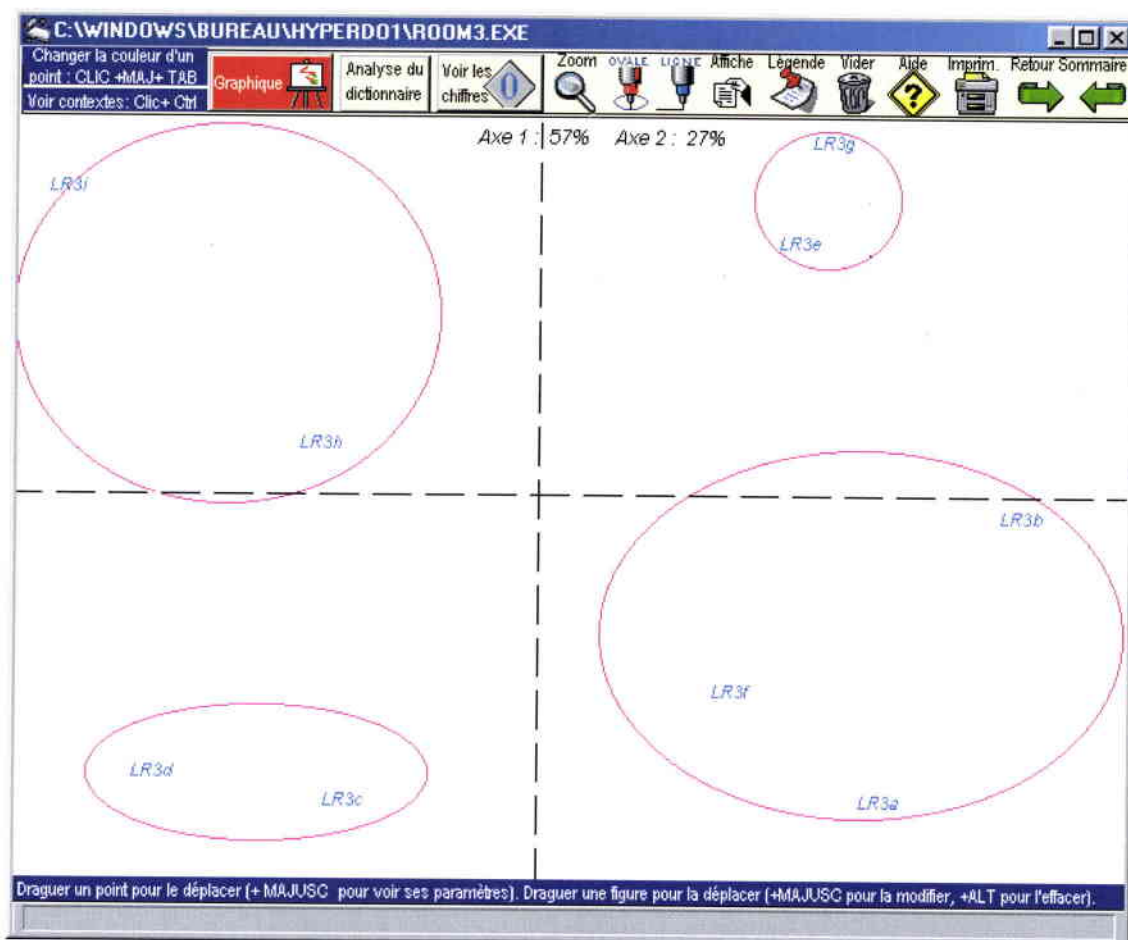 C:\WINDOWS\BUREAU\HYPERDO1\ROOM3.EXE
Changer la couleur d'un
point : CLIC +MAJ+ TAB
Voir contextes: Clic+ Ctrl
Graphique
Analyse du
dictionnaire
Voir les
chiffres
0
Zoom
OVALE
LIGNE
Affiche
Légende
Vider
Aide
?
Imprim.
Retour
Sommaire
Axe 1 : 57% Axe 2 : 27%
LR3g
LR3i
LR3e
LR3h
LR3b
LR3f
LR3d
LR3c
LR3a
Draguer un point pour le déplacer (+ MAJUSC pour voir ses paramètres). Draguer une figure pour la déplacer (+MAJUSC pour la modifier, +ALT pour l'effacer).